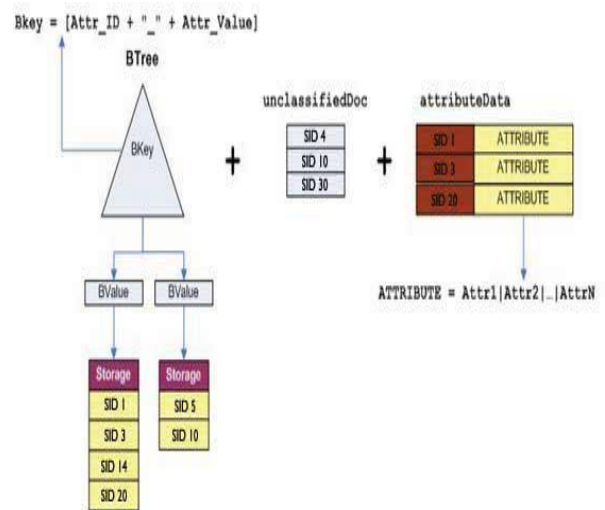 Bkey = [Attr_ID + "_" + Attr_Value]
BTree
BKey
+
unclassifiedDoc
SID 4
SID 10
SID 30
+
attributeData
SID 1 ATTRIBUTE
SID 3 ATTRIBUTE
SID 20 ATTRIBUTE
ATTRIBUTE = Attr1|Attr2|_|AttrN
BValue BValue
Storage
SID 1
SID 3
SID 14
SID 20
Storage
SID 5
SID 10